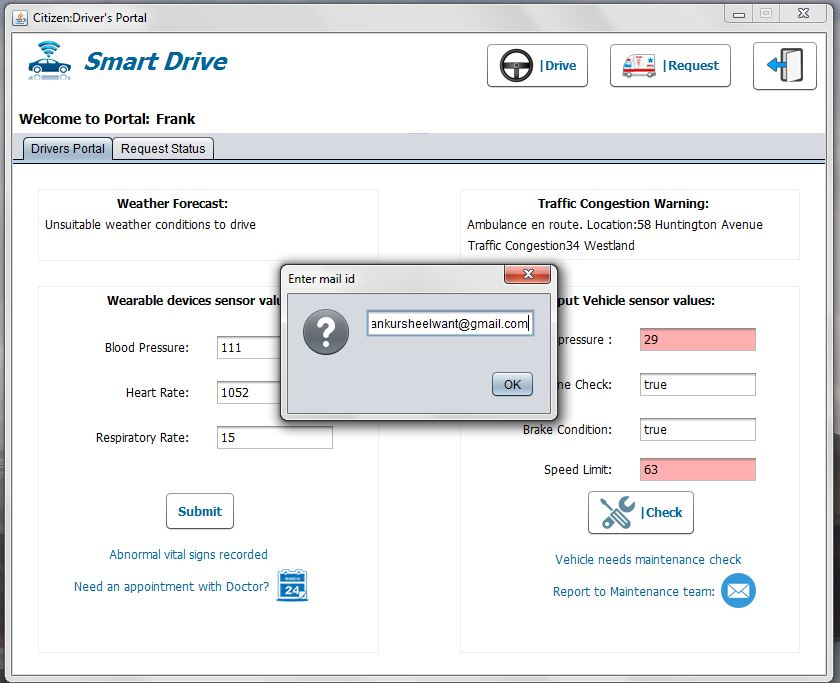 Citizen:Driver's Portal
Smart Drive
|Drive
|Request
Welcome to Portal: Frank
Drivers Portal
Request Status
Weather Forecast:
Unsuitable weather conditions to drive
Traffic Congestion Warning:
Ambulance en route. Location:58 Huntington Avenue
Traffic Congestion34 Westland
Enter mail id
ankursheelwant@gmail.com
OK
Wearable devices sensor valu
Blood Pressure:
111
Heart Rate:
1052
Respiratory Rate:
15
Submit
Abnormal vital signs recorded
Need an appointment with Doctor?
MARCH
24
put Vehicle sensor values:
pressure :
29
ne Check:
true
Brake Condition:
true
Speed Limit:
63
|Check
Vehicle needs maintenance check
Report to Maintenance team: